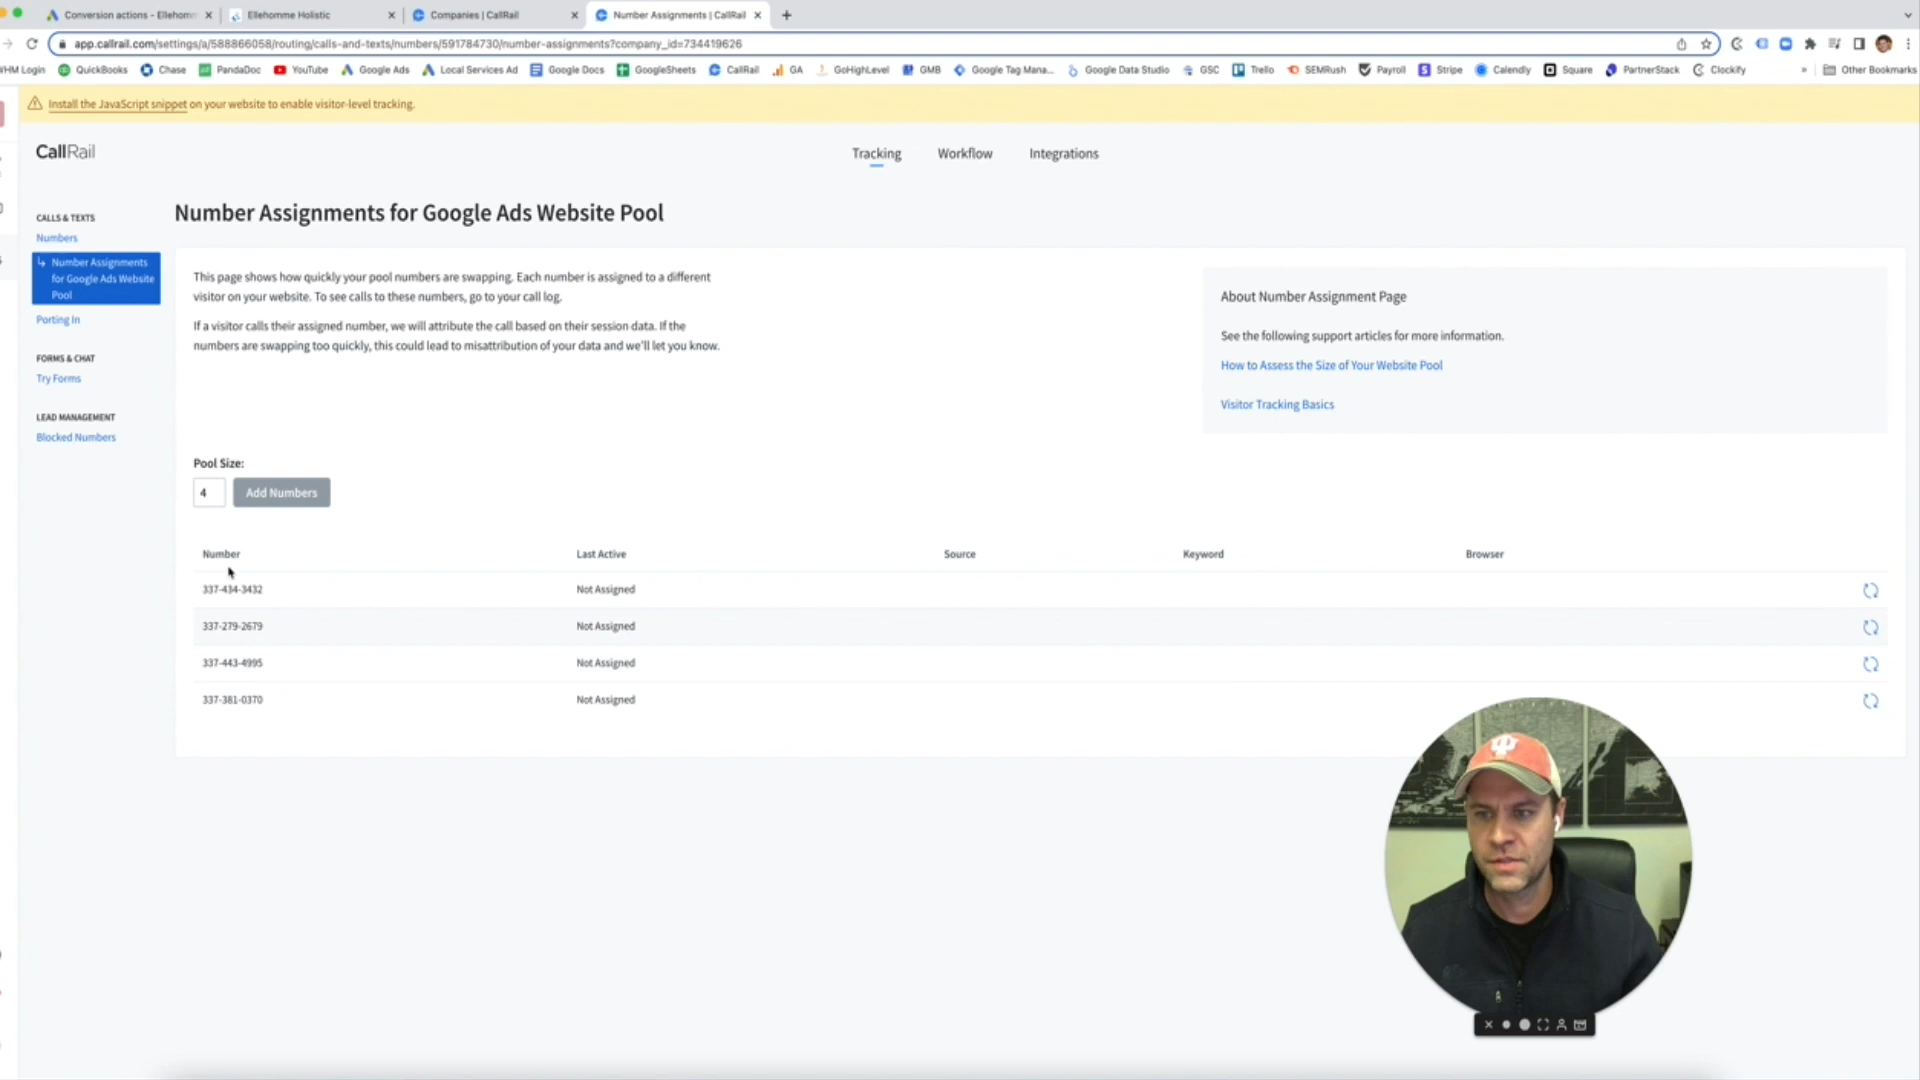 Conversion actions - Ellehom
Ellehomme Holistic
Companies | CallRail
Number Assignments | CallRail
app.callrail.com/settings/a/588866058/routing/calls-and-texts/numbers/591784730/number-assignments?company_id=734419626
WHM Login QuickBooks Chase PandaDoc YouTube Google Ads Local Services Ad Google Docs GoogleSheets CallRail GA GoHighLevel GMB Google Tag Mana... Google Data Studio GSC Trello SEMRush Payroll Stripe Calendly Square PartnerStack Clockify » Other Bookmarks
Install the JavaScript snippet on your website to enable visitor-level tracking.
CallRail
Tracking
Workflow
Integrations
CALLS & TEXTS
Numbers
Number Assignments
for Google Ads Website
Pool
Porting In
FORMS & CHAT
Try Forms
LEAD MANAGEMENT
Blocked Numbers
Number Assignments for Google Ads Website Pool
This page shows how quickly your pool numbers are swapping. Each number is assigned to a different
visitor on your website. To see calls to these numbers, go to your call log.
If a visitor calls their assigned number, we will attribute the call based on their session data. If the
numbers are swapping too quickly, this could lead to misattribution of your data and we'll let you know.
About Number Assignment Page
See the following support articles for more information.
How to Assess the Size of Your Website Pool
Visitor Tracking Basics
Pool Size:
4 Add Numbers
Number Last Active Source Keyword Browser
337-434-3432 Not Assigned
337-279-2679 Not Assigned
337-443-4995 Not Assigned
337-381-0370 Not Assigned